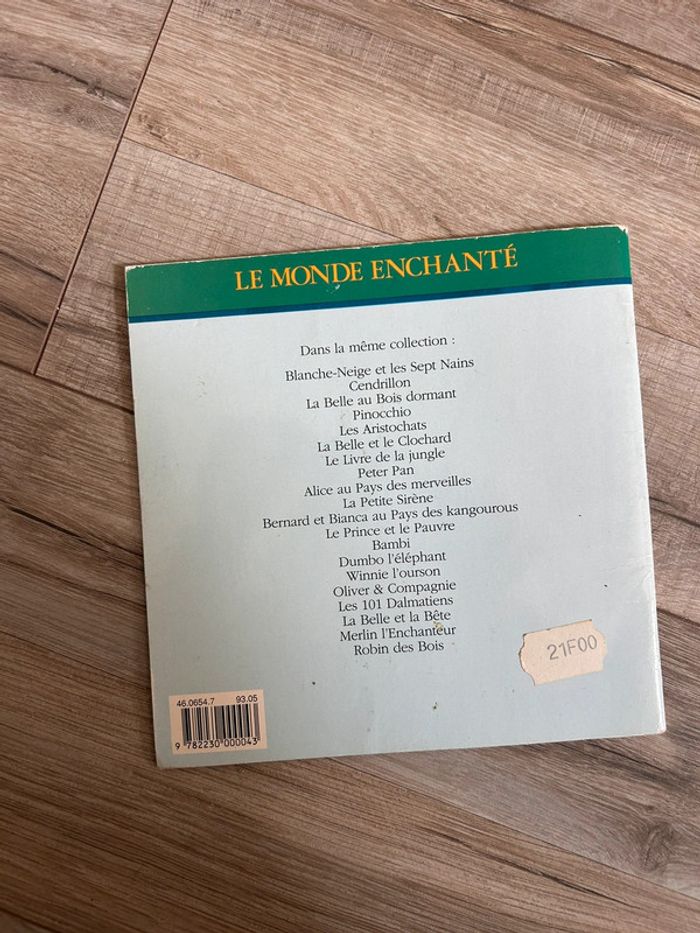 LE MONDE ENCHANTÉ
Dans la même collection :
Blanche-Neige et les Sept Nains
Cendrillon
La Belle au Bois dormant
Pinocchio
Les Aristochats
La Belle et le Clochard
Le Livre de la jungle
Peter Pan
Alice au Pays des merveilles
La Petite Sirène
Bernard et Bianca au Pays des kangourous
Le Prince et le Pauvre
Bambi
Dumbo l'éléphant
Winnie l'ourson
Oliver & Compagnie
Les 101 Dalmatiens
La Belle et la Bête
Merlin l'Enchanteur
Robin des Bois
21F00
46.0654.7 93.05
9 782230 000043